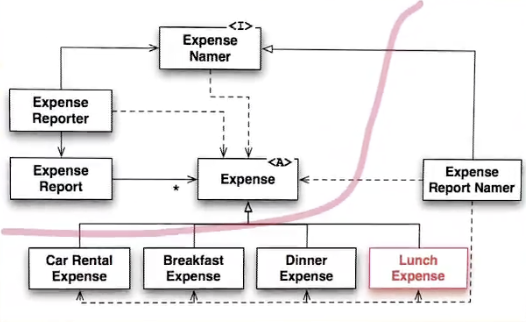 <I>
Expense
Namer
Expense
Reporter
Expense
Report
*
<A>
Expense
Expense
Report Namer
Car Rental
Expense
Breakfast
Expense
Dinner
Expense
Lunch
Expense